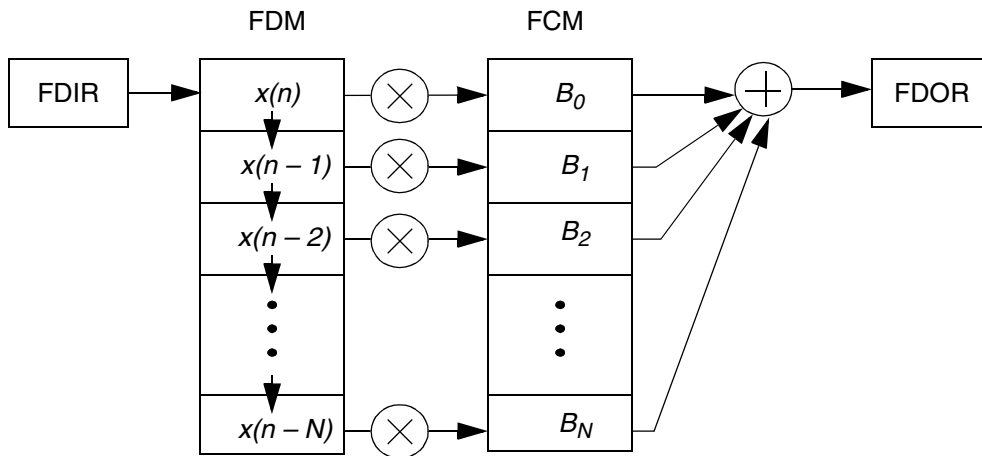 FDM FCM
FDIR x(n) B0 FDOR
x(n – 1) B1
x(n – 2) B2
x(n – N) BN